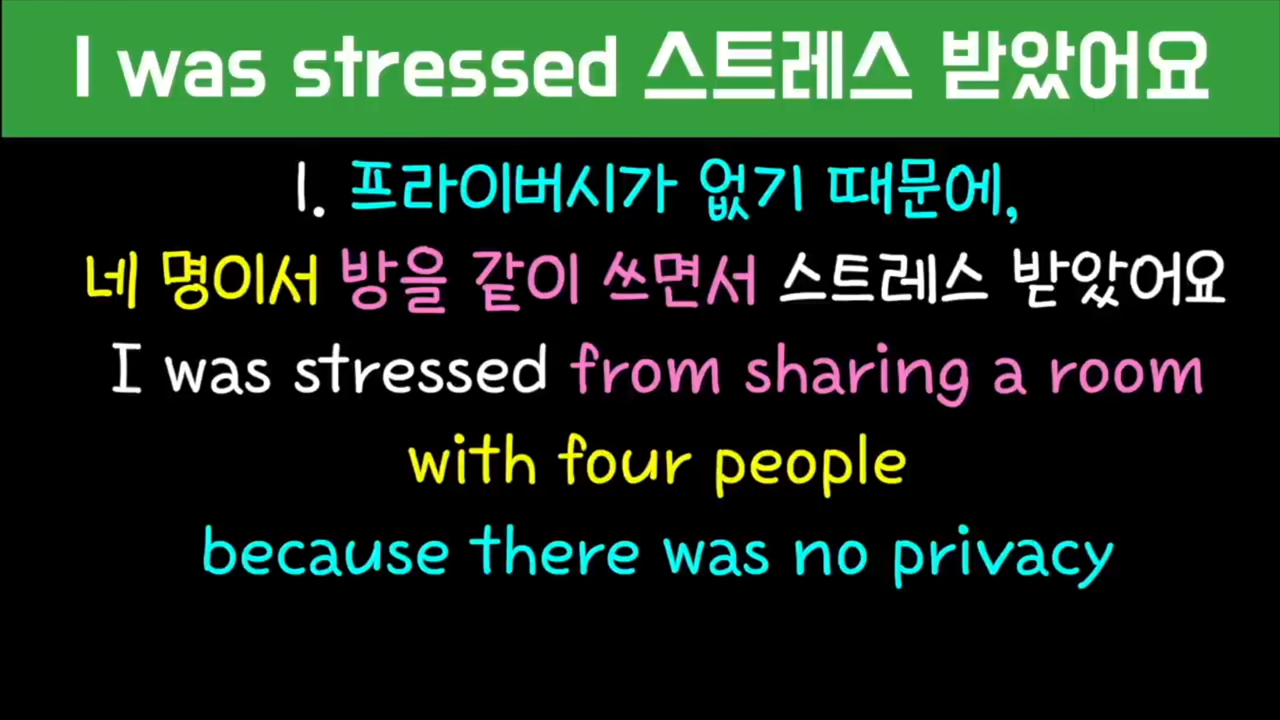 I was stressed 스트레스 받았어요
1. 프라이버시가 없기 때문에,
네 명이서 방을 같이 쓰면서 스트레스 받았어요
I was stressed from sharing a room
with four people
because there was no privacy